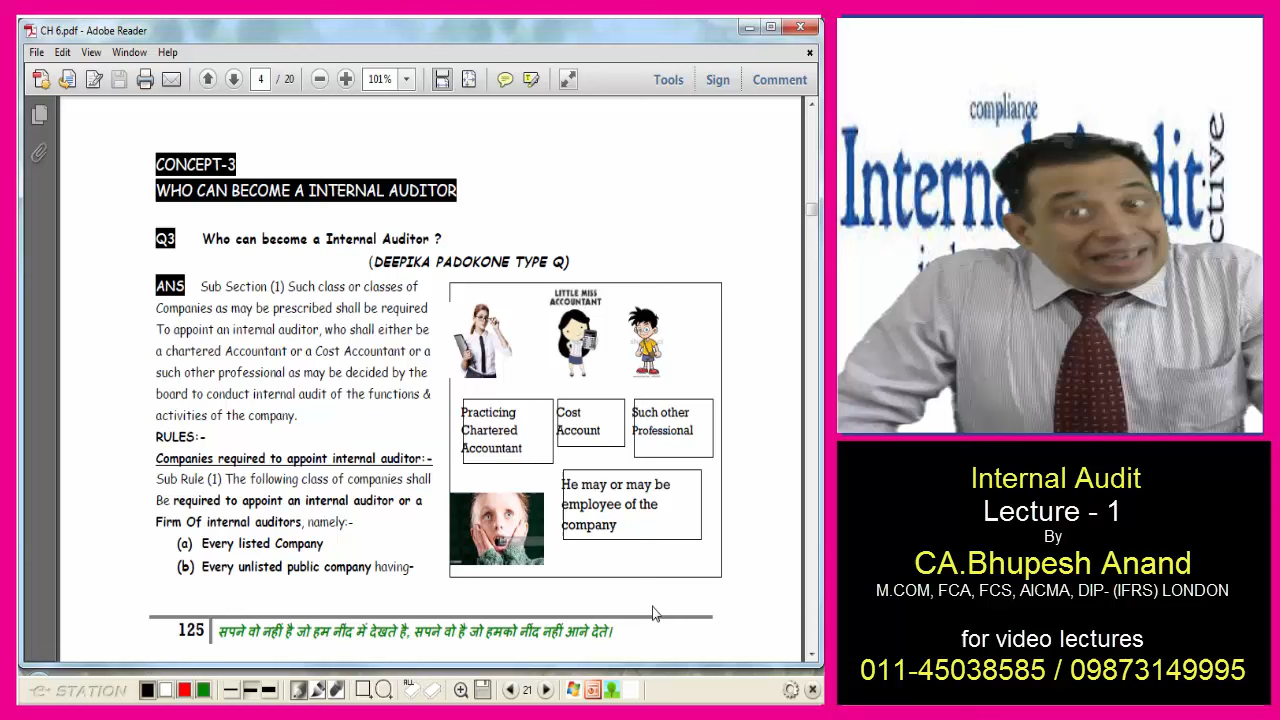 CH 6.pdf - Adobe Reader
File Edit View Window Help
4 / 20 101% Tools Sign Comment
CONCEPT-3
WHO CAN BECOME A INTERNAL AUDITOR
Q3 Who can become a Internal Auditor ?
(DEEPIKA PADOKONE TYPE Q)
ANS Sub Section (1) Such class or classes of
Companies as may be prescribed shall be required
To appoint an internal auditor, who shall either be
a chartered Accountant or a Cost Accountant or a
such other professional as may be decided by the
board to conduct internal audit of the functions &
activities of the company.
RULES:-
Companies required to appoint internal auditor:-
Sub Rule (1) The following class of companies shall
Be required to appoint an internal auditor or a
Firm Of internal auditors, namely:-
(a) Every listed Company
(b) Every unlisted public company having-
LITTLE MISS
ACCOUNTANT
Practicing
Chartered
Accountant
Cost
Account
Such other
Professional
He may or may be
employee of the
company
125 सपने वो नहीं है जो हम नींद में देखते है, सपने वो है जो हमको नींद नहीं आने देते।
e-STATION
ALL
21
compliance
Internal Audit
ctive
Internal Audit
Lecture - 1
By
CA.Bhupesh Anand
M.COM, FCA, FCS, AICMA, DIP- (IFRS) LONDON
for video lectures
011-45038585 / 09873149995